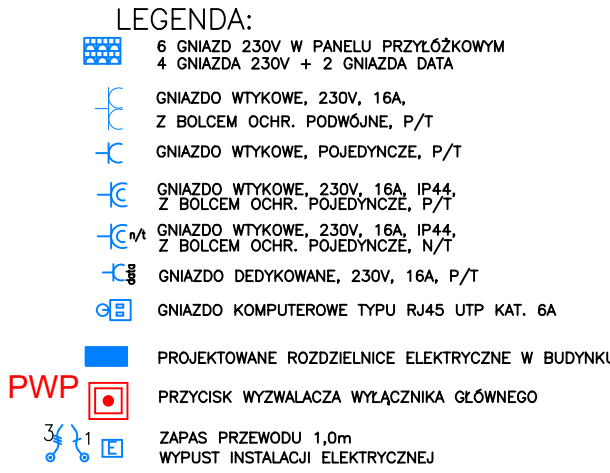 LEGENDA:
6 GNIAZD 230V W PANELU PRZYŁÓŻKOWYM
4 GNIAZDA 230V + 2 GNIAZDA DATA
GNIAZDO WTYKOWE, 230V, 16A,
Z BOLCEM OCHR. PODWÓJNE, P/T
GNIAZDO WTYKOWE, POJEDYNCZE, P/T
GNIAZDO WTYKOWE, 230V, 16A, IP44,
Z BOLCEM OCHR. POJEDYNCZE, P/T
n/t GNIAZDO WTYKOWE, 230V, 16A, IP44,
Z BOLCEM OCHR. POJEDYNCZE, N/T
data GNIAZDO DEDYKOWANE, 230V, 16A, P/T
GNIAZDO KOMPUTEROWE TYPU RJ45 UTP KAT. 6A
PROJEKTOWANE ROZDZIELNICE ELEKTRYCZNE W BUDYNKU
PWP PRZYCISK WYZWALACZA WYŁĄCZNIKA GŁÓWNEGO
3 1 E ZAPAS PRZEWODU 1,0m
WYPUST INSTALACJI ELEKTRYCZNEJ